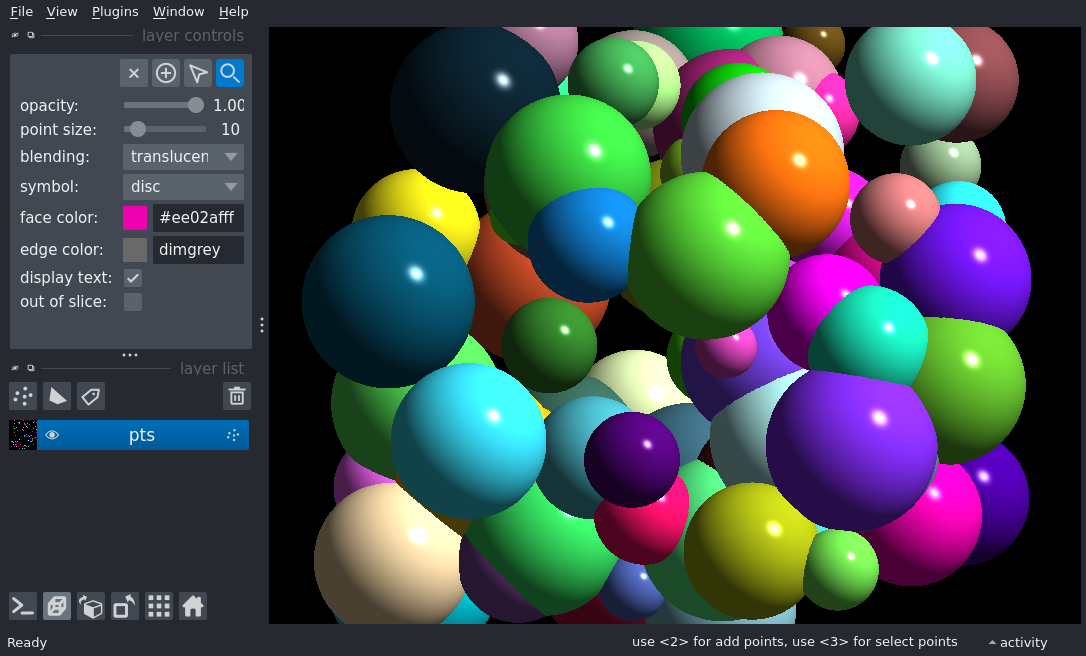 File View Plugins Window Help
layer controls
opacity: 1.00
point size: 10
blending: translucen
symbol: disc
face color: #ee02afff
edge color: dimgrey
display text:
out of slice:
layer list
pts
Ready
use <2> for add points, use <3> for select points
activity